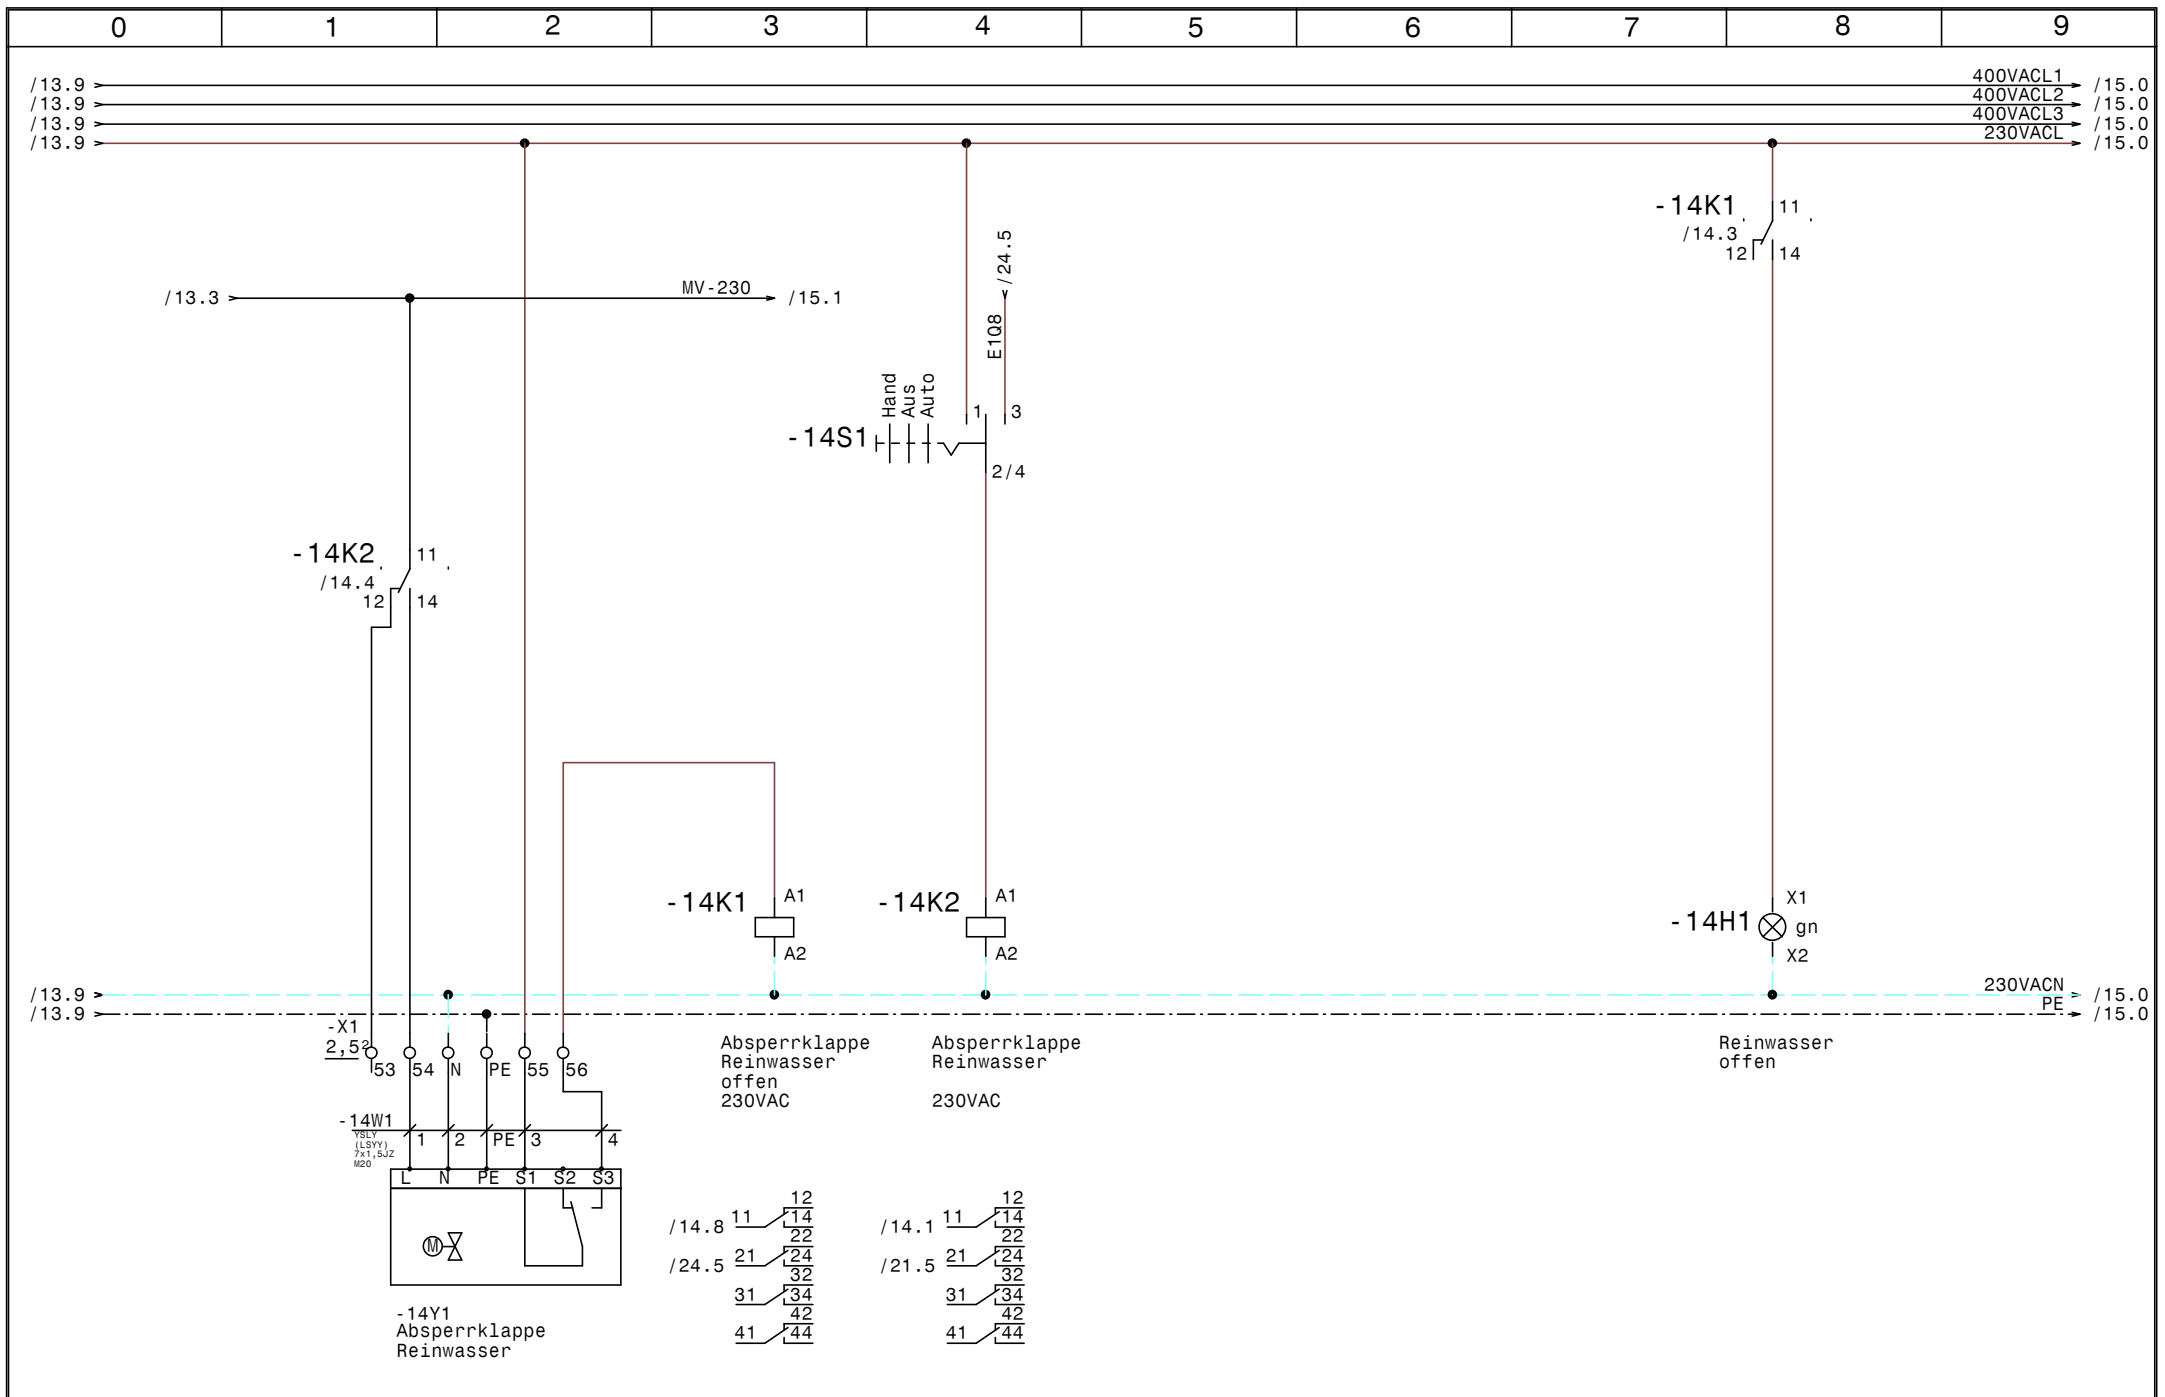 0 1 2 3 4 5 6 7 8 9
/13.9 400VACL1 /15.0
/13.9 400VACL2 /15.0
/13.9 400VACL3 /15.0
/13.9 230VACL /15.0
-14K1 11
/14.3
12 14
/24.5
/13.3 MV-230 /15.1
E1Q8
Hand
Aus
Auto
1 3
-14S1
2/4
-14K2 11
/14.4
12 14
-14K1 A1
A2
-14K2 A1
A2
X1
-14H1 gn
X2
/13.9 230VACN /15.0
/13.9 PE /15.0
-X1
2,5²
53 54 N PE 55 56
Absperrklappe
Reinwasser
offen
230VAC
Absperrklappe
Reinwasser
230VAC
Reinwasser
offen
-14W1
YSLY
(LSYY)
7x1,5JZ
M20
1 2 PE 3 4
L N PE S1 S2 S3
M
-14Y1
Absperrklappe
Reinwasser
12
/14.8 11 14
22
/24.5 21 24
32
31 34
42
41 44
12
/14.1 11 14
22
/21.5 21 24
32
31 34
42
41 44